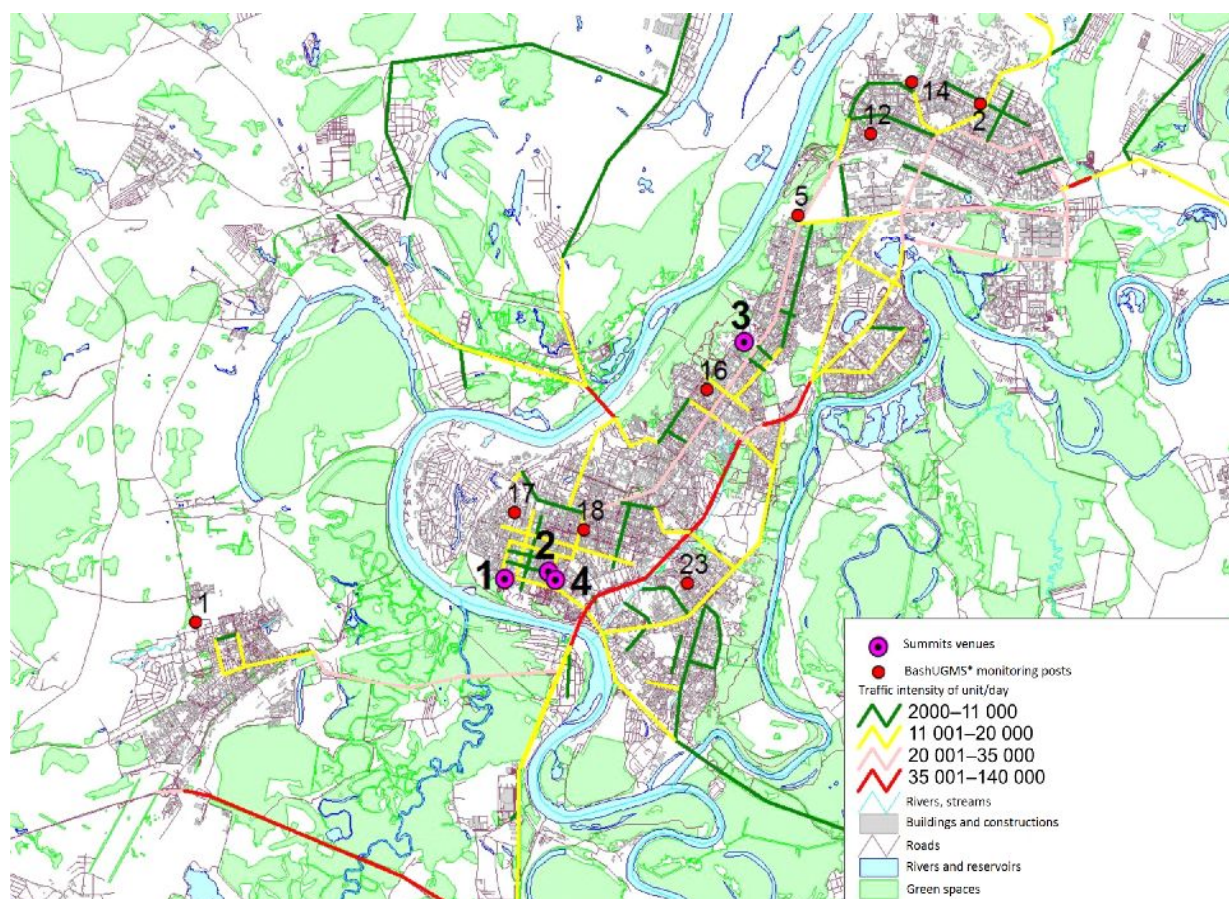 14
2
12
5
3
16
17
18
2
1
4
23
1
Summits venues
BashUGMS* monitoring posts
Traffic intensity of unit/day
2000–11 000
11 001–20 000
20 001–35 000
35 001–140 000
Rivers, streams
Buildings and constructions
Roads
Rivers and reservoirs
Green spaces